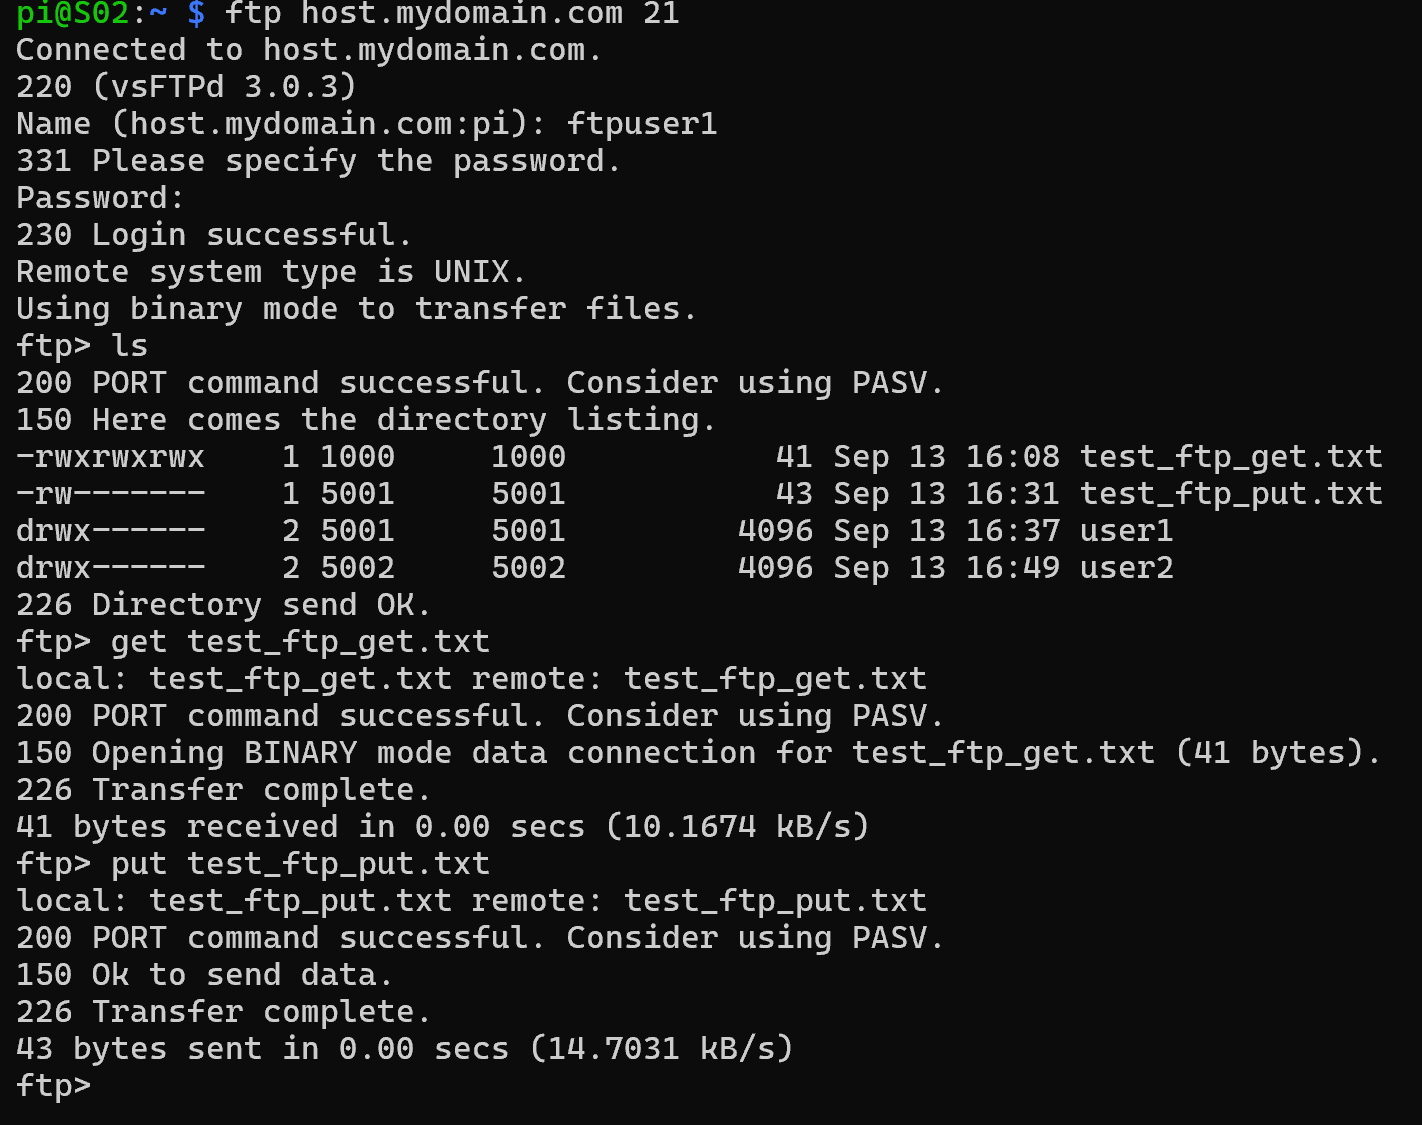 pi@S02:~ $ ftp host.mydomain.com 21
Connected to host.mydomain.com.
220 (vsFTPd 3.0.3)
Name (host.mydomain.com:pi): ftpuser1
331 Please specify the password.
Password:
230 Login successful.
Remote system type is UNIX.
Using binary mode to transfer files.
ftp> ls
200 PORT command successful. Consider using PASV.
150 Here comes the directory listing.
-rwxrwxrwx    1 1000     1000           41 Sep 13 16:08 test_ftp_get.txt
-rw-------    1 5001     5001           43 Sep 13 16:31 test_ftp_put.txt
drwx------    2 5001     5001         4096 Sep 13 16:37 user1
drwx------    2 5002     5002         4096 Sep 13 16:49 user2
226 Directory send OK.
ftp> get test_ftp_get.txt
local: test_ftp_get.txt remote: test_ftp_get.txt
200 PORT command successful. Consider using PASV.
150 Opening BINARY mode data connection for test_ftp_get.txt (41 bytes).
226 Transfer complete.
41 bytes received in 0.00 secs (10.1674 kB/s)
ftp> put test_ftp_put.txt
local: test_ftp_put.txt remote: test_ftp_put.txt
200 PORT command successful. Consider using PASV.
150 Ok to send data.
226 Transfer complete.
43 bytes sent in 0.00 secs (14.7031 kB/s)
ftp>